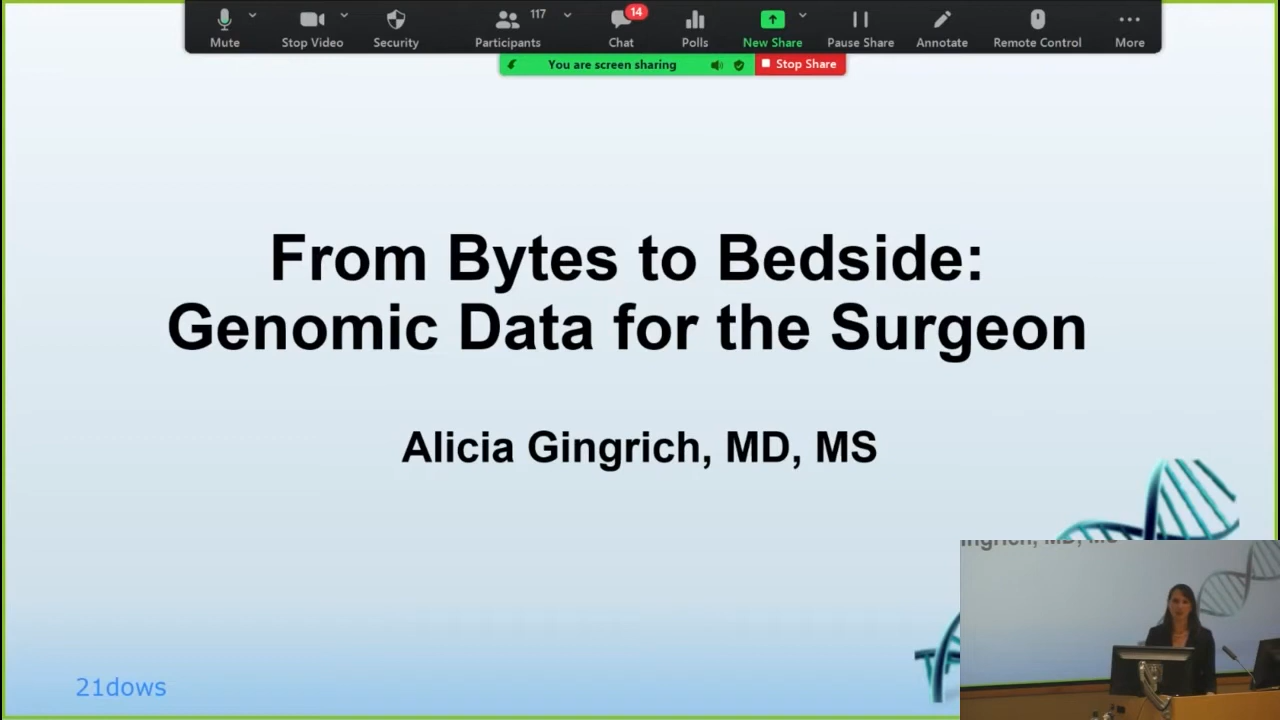 117
14
Mute
Stop Video
Security
Participants
Chat
Polls
New Share
Pause Share
Annotate
Remote Control
More
You are screen sharing
Stop Share
From Bytes to Bedside:
Genomic Data for the Surgeon
Alicia Gingrich, MD, MS
21dows